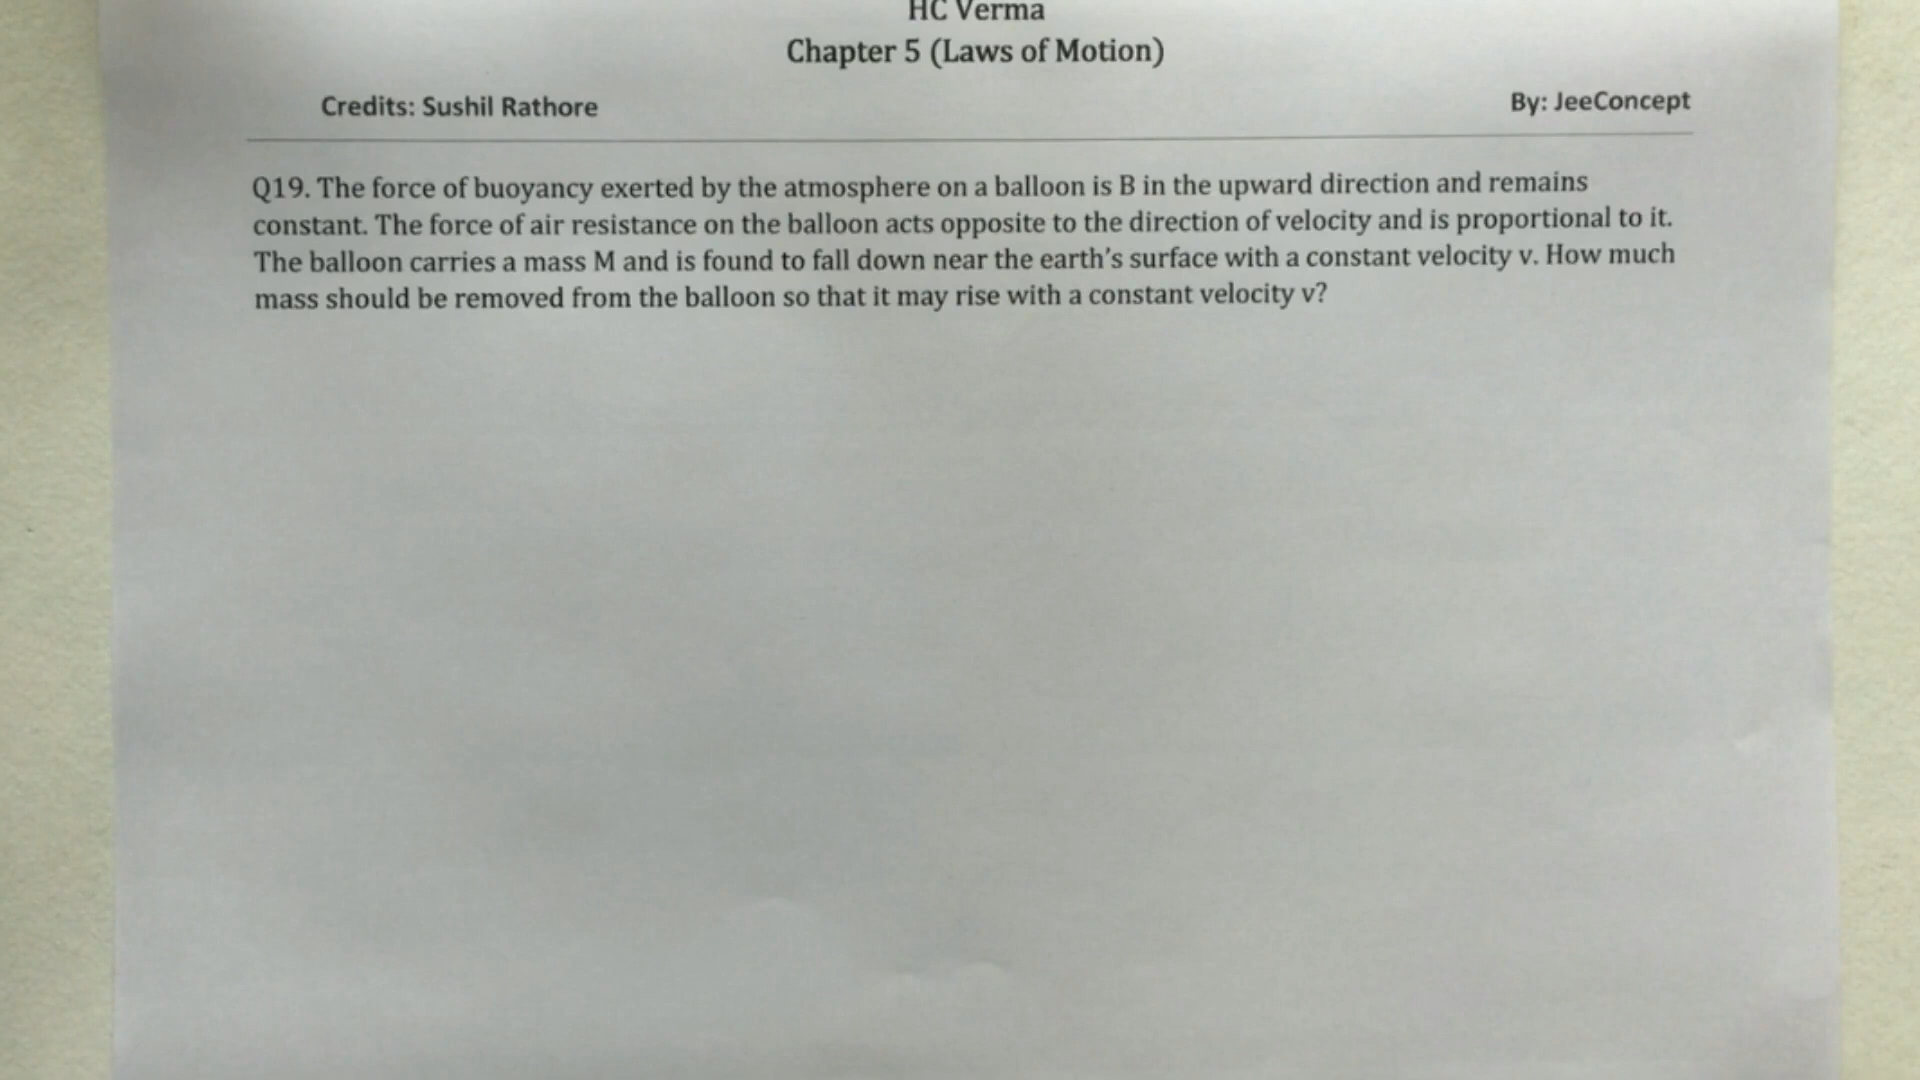 HC Verma
Chapter 5 (Laws of Motion)
Credits: Sushil Rathore
By: JeeConcept
Q19. The force of buoyancy exerted by the atmosphere on a balloon is B in the upward direction and remains
constant. The force of air resistance on the balloon acts opposite to the direction of velocity and is proportional to it.
The balloon carries a mass M and is found to fall down near the earth's surface with a constant velocity v. How much
mass should be removed from the balloon so that it may rise with a constant velocity v?